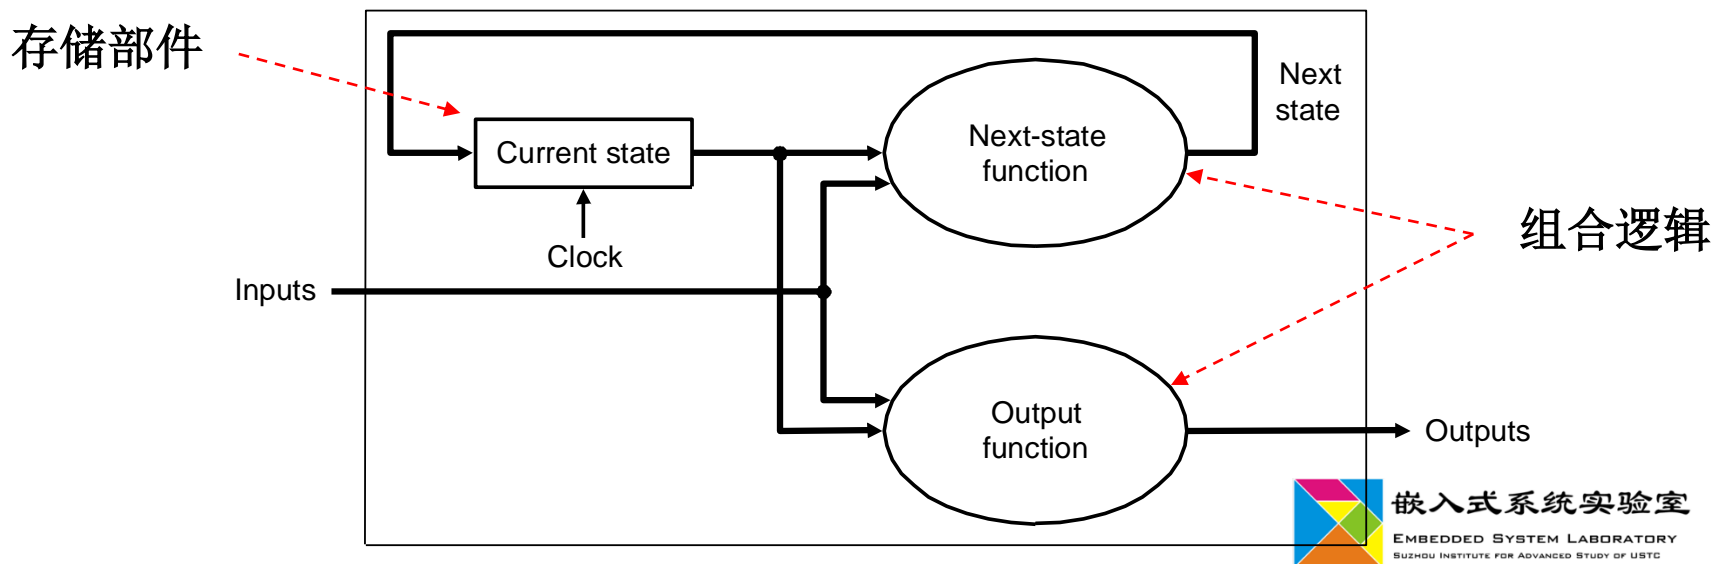 存储部件
Next
state
Current state
Next-state
function
Clock
组合逻辑
Inputs
Output
function
Outputs
嵌入式系统实验室
EMBEDDED SYSTEM LABORATORY
SUZHOU INSTITUTE FOR ADVANCED STUDY OF USTC